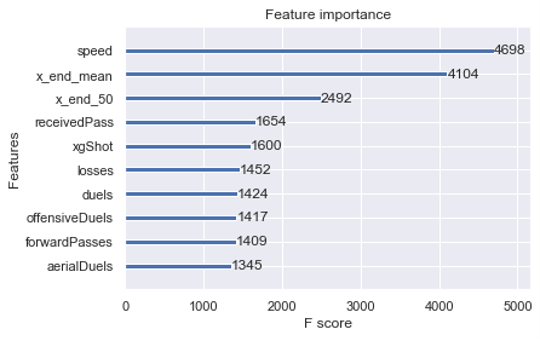 Feature importance
Features
speed 4698
x_end_mean 4104
x_end_50 2492
receivedPass 1654
xgShot 1600
losses 1452
duels 1424
offensiveDuels 1417
forwardPasses 1409
aerialDuels 1345
0 1000 2000 3000 4000 5000
F score